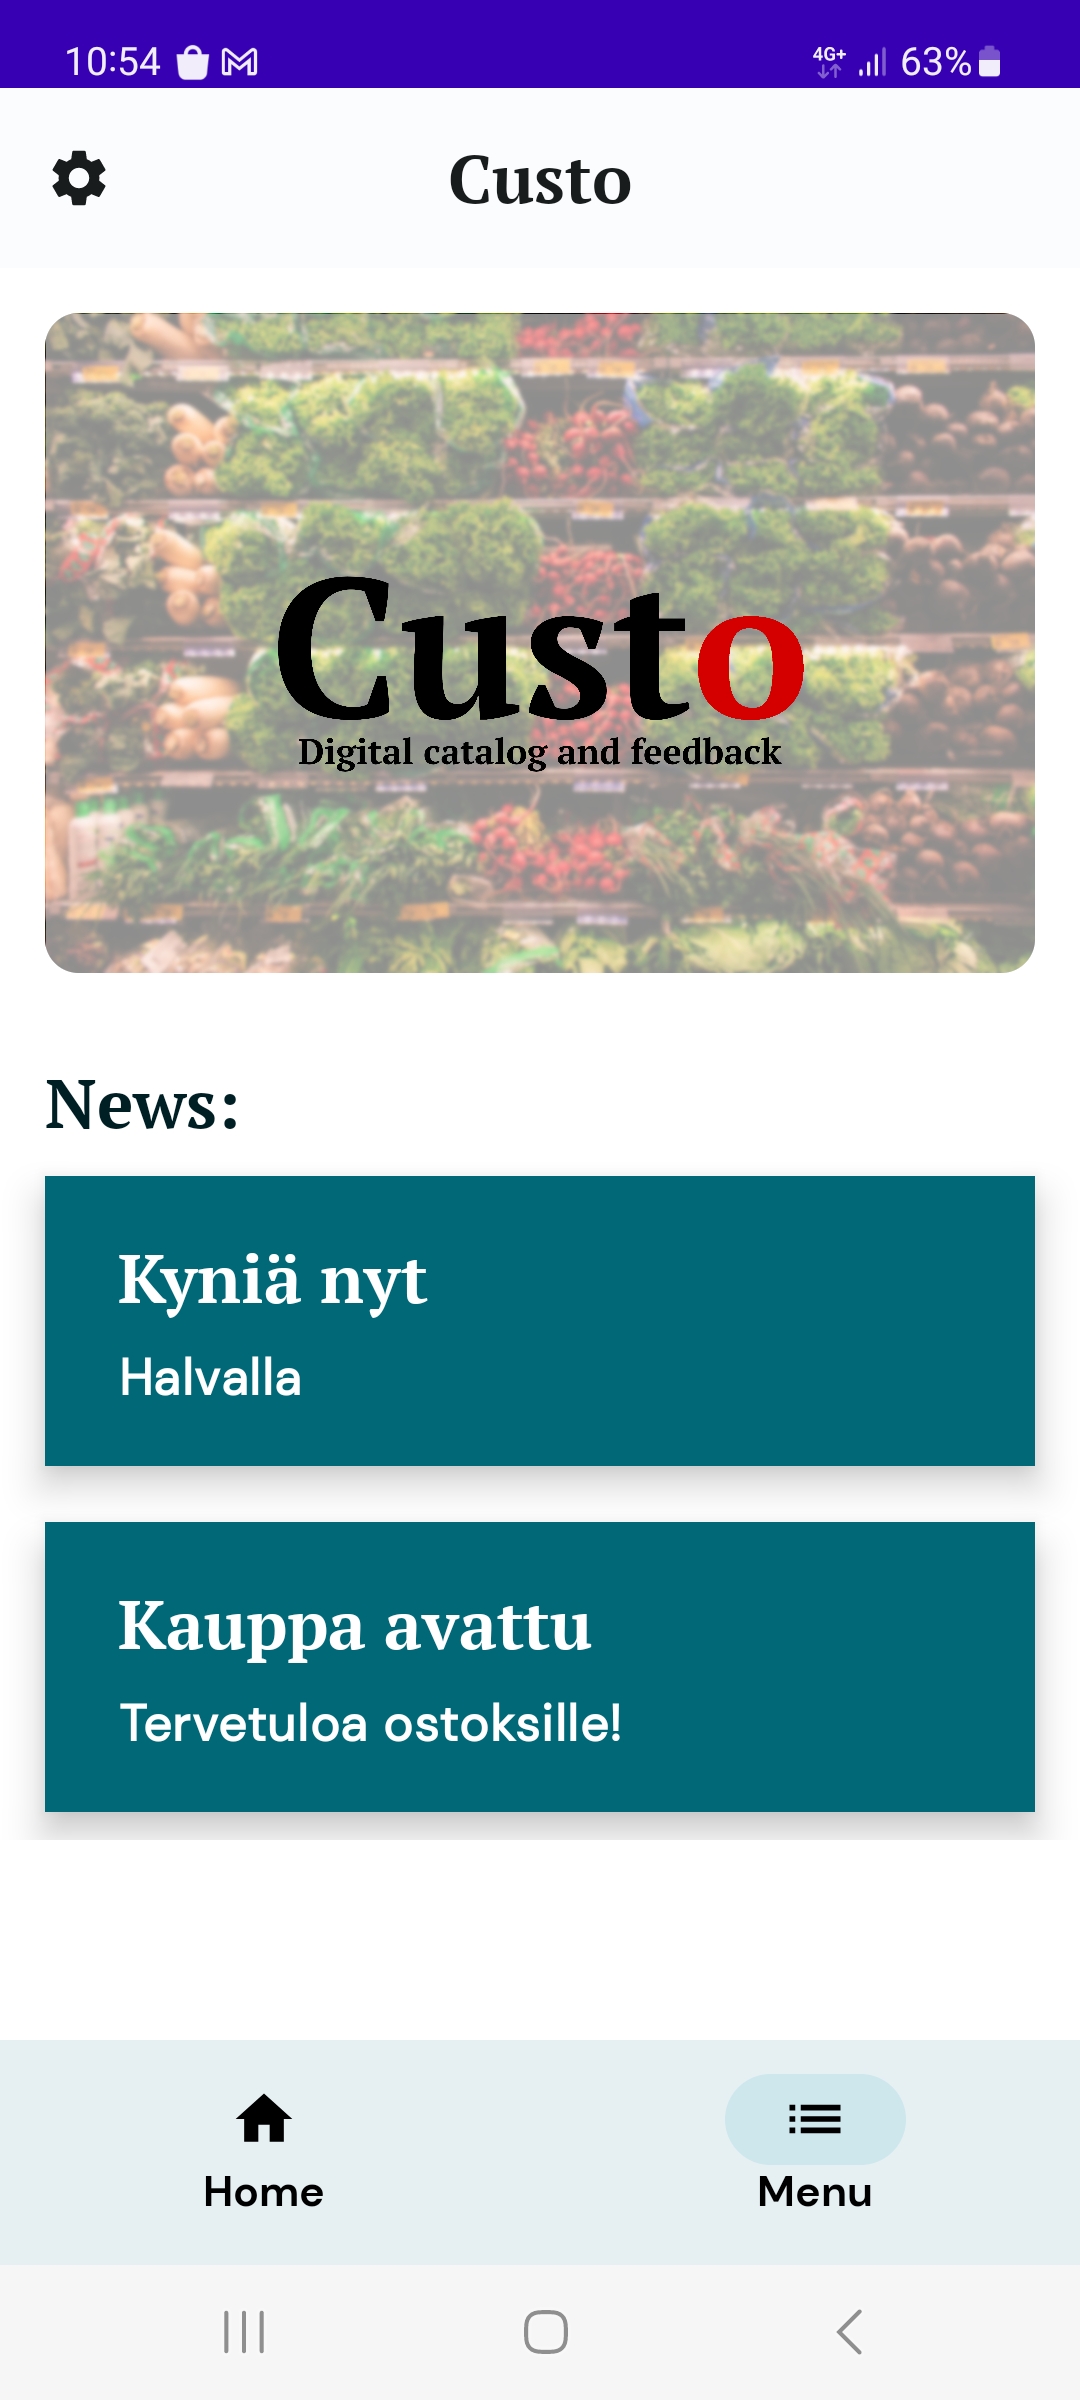 10:54 4G+ 63%
Custo
Custo
Digital catalog and feedback
News:
Kyniä nyt
Halvalla
Kauppa avattu
Tervetuloa ostoksille!
Home Menu